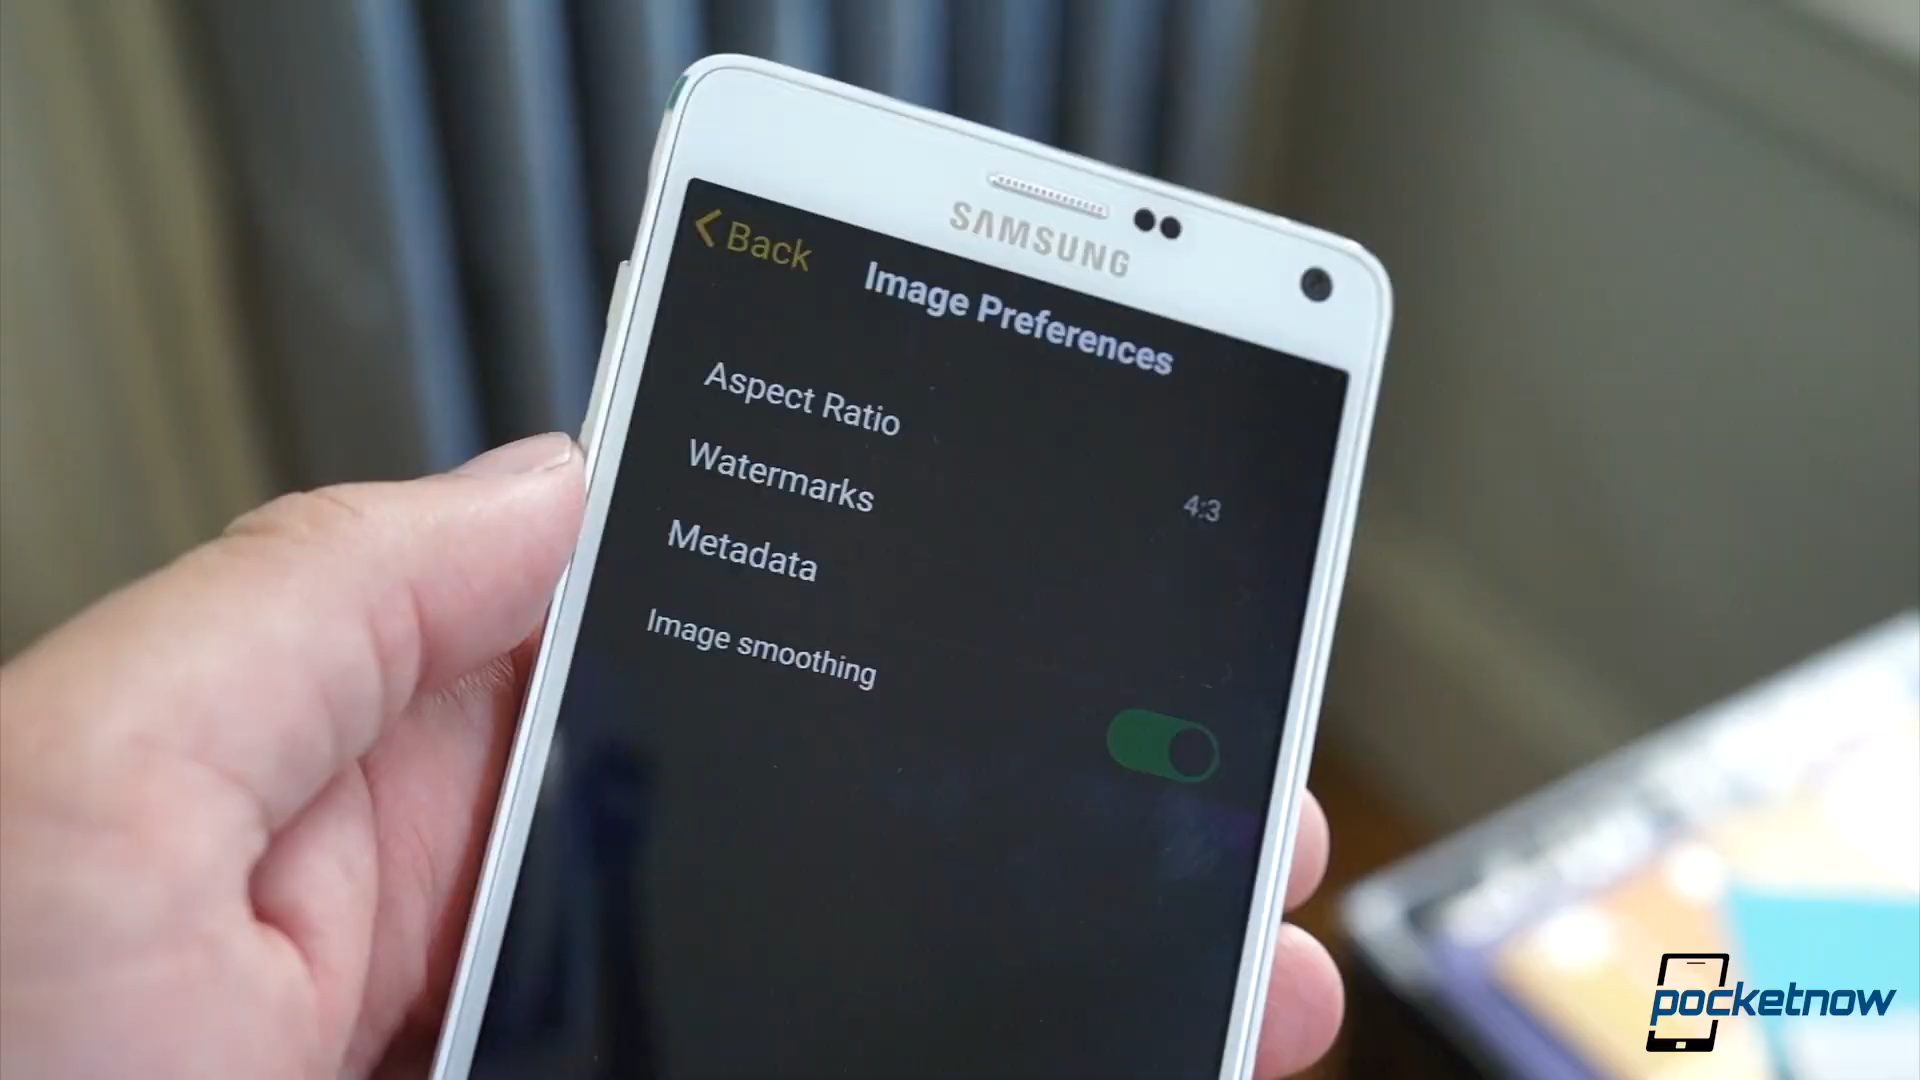 SAMSUNG
Back
Image Preferences
Aspect Ratio
4:3
Watermarks
Metadata
Image smoothing
pocketnow